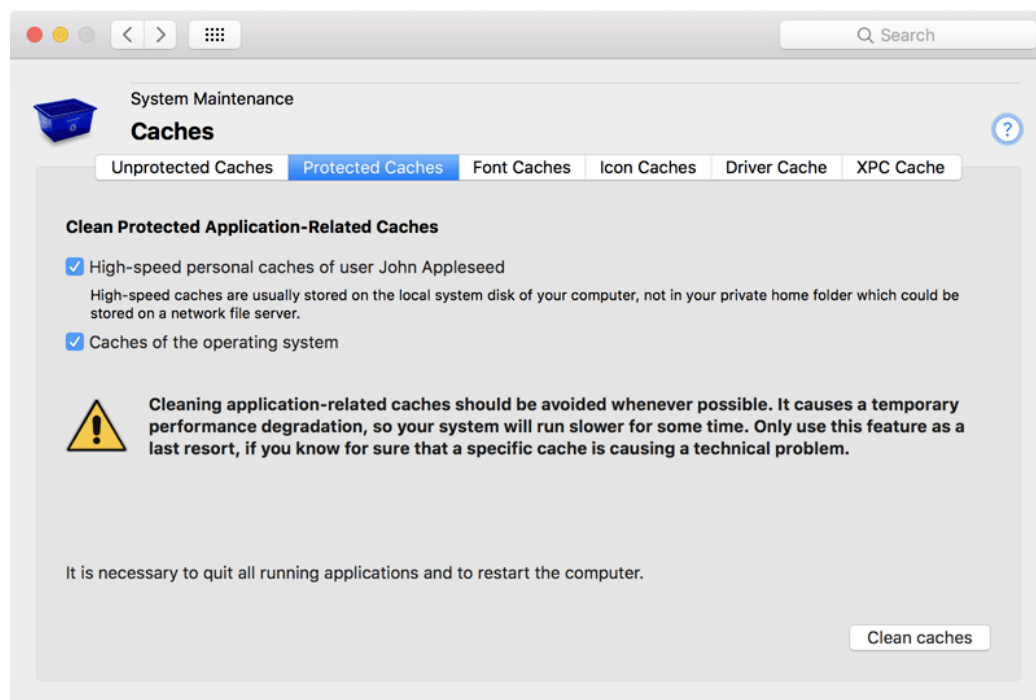 Search
System Maintenance
Caches
?
Unprotected Caches
Protected Caches
Font Caches
Icon Caches
Driver Cache
XPC Cache
Clean Protected Application-Related Caches
High-speed personal caches of user John Appleseed
High-speed caches are usually stored on the local system disk of your computer, not in your private home folder which could be
stored on a network file server.
Caches of the operating system
Cleaning application-related caches should be avoided whenever possible. It causes a temporary
performance degradation, so your system will run slower for some time. Only use this feature as a
last resort, if you know for sure that a specific cache is causing a technical problem.
It is necessary to quit all running applications and to restart the computer.
Clean caches